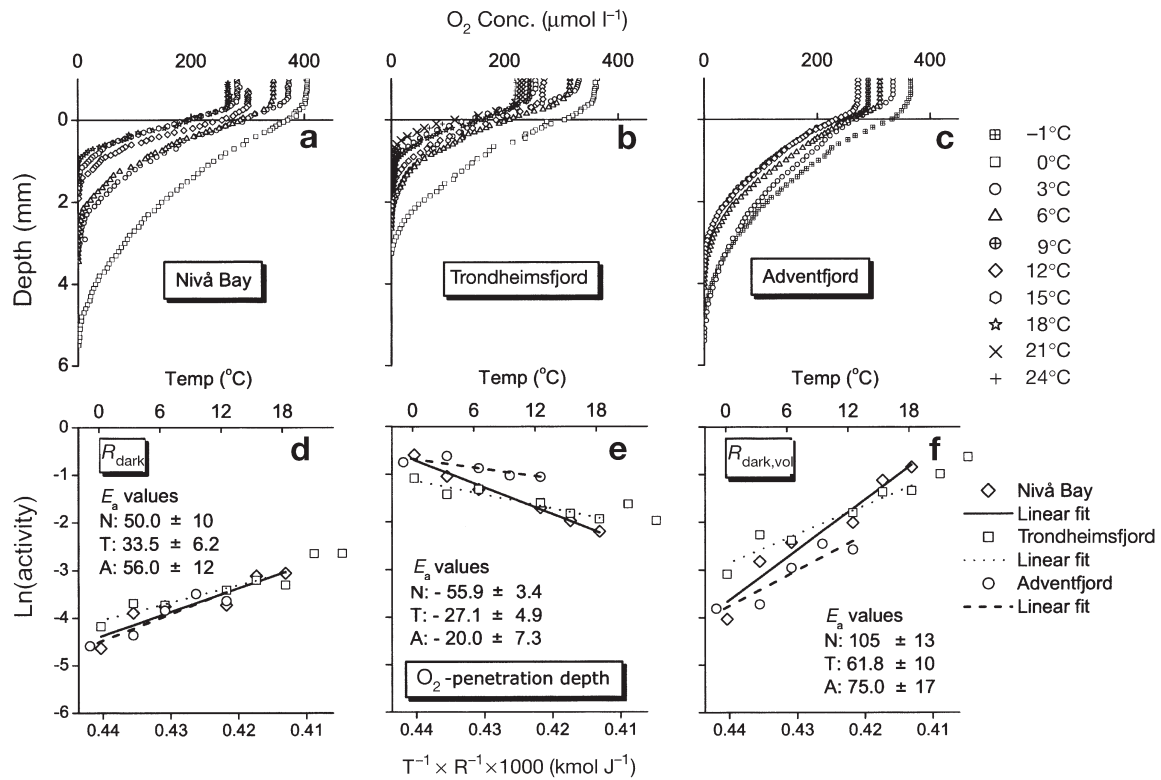 O2 Conc. (μmol l–1)
0 200 400
0 200 400
0 200 400
0
2
4
6
Depth (mm)
a
b
c
Nivå Bay
Trondheimsfjord
Adventfjord
–1°C
0°C
3°C
6°C
9°C
12°C
15°C
18°C
21°C
24°C
Temp (°C)
Temp (°C)
Temp (°C)
0 6 12 18
0 6 12 18
0 6 12 18
0
-1
-2
-3
-4
-5
-6
Ln(activity)
Rdark
d
Ea values
N: 50.0 ± 10
T: 33.5 ± 6.2
A: 56.0 ± 12
e
Ea values
N: - 55.9 ± 3.4
T: - 27.1 ± 4.9
A: - 20.0 ± 7.3
O2 -penetration depth
Rdark,vol
f
Ea values
N: 105 ± 13
T: 61.8 ± 10
A: 75.0 ± 17
Nivå Bay
Linear fit
Trondheimsfjord
Linear fit
Adventfjord
Linear fit
0.44 0.43 0.42 0.41
0.44 0.43 0.42 0.41
0.44 0.43 0.42 0.41
T–1 × R–1 ×1000 (kmol J–1)